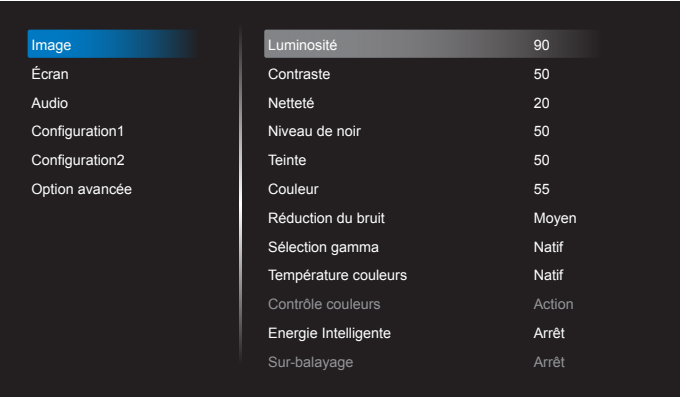 Image
Écran
Audio
Configuration1
Configuration2
Option avancée
Luminosité 90
Contraste 50
Netteté 20
Niveau de noir 50
Teinte 50
Couleur 55
Réduction du bruit Moyen
Sélection gamma Natif
Température couleurs Natif
Contrôle couleurs Action
Energie Intelligente Arrêt
Sur-balayage Arrêt